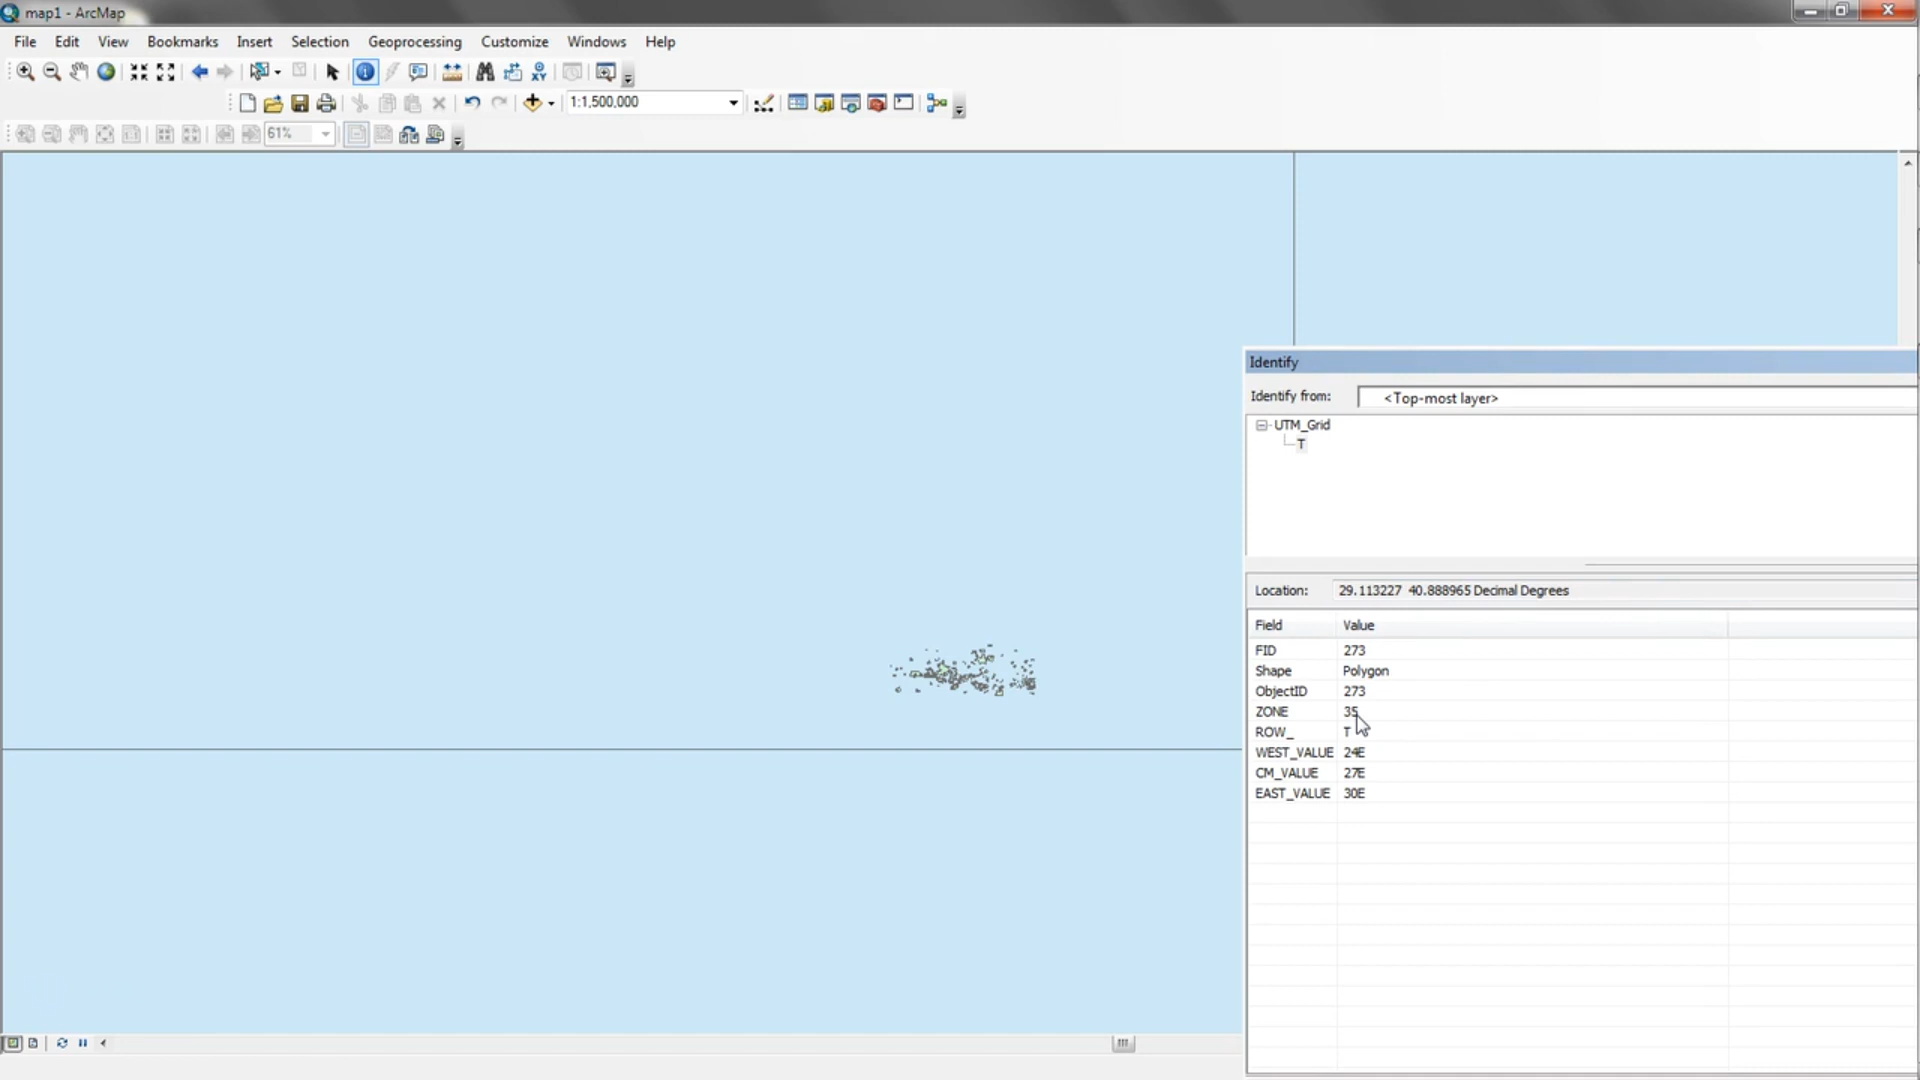 map1 - ArcMap
File Edit View Bookmarks Insert Selection Geoprocessing Customize Windows Help
1:1,500,000
61%
Identify
Identify from: <Top-most layer>
UTM_Grid
T
Location: 29.113227 40.888965 Decimal Degrees
Field Value
FID 273
Shape Polygon
ObjectID 273
ZONE 35
ROW_ T
WEST_VALUE 24E
CM_VALUE 27E
EAST_VALUE 30E